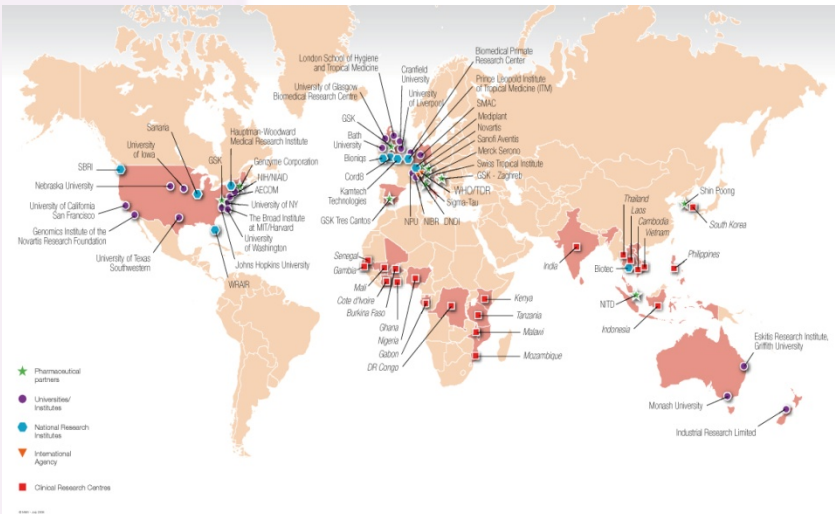 London School of Hygiene
and Tropical Medicine
Cranfield
University
Biomedical Primate
Research Center
University of Glasgow
Biomedical Research Centre
University
of Liverpool
Prince Leopold Institute
of Tropical Medicine (ITM)
SMAC
Mediplant
Novartis
Sanofi Aventis
Merck Serono
Swiss Tropical Institute
GSK - Zaghreb
WHO/TDR
Sigma-Tau
GSK
Bath
University
Bioniqs
Cord8
Kamtech
Technologies
GSK Tres Cantos
NPU
NIBR
DNDI
Sanaria
University
of Iowa
Hauptman-Woodward
Medical Research Institute
GSK
Genzyme Corporation
NIH/NIAID
AECOM
University of NY
The Broad Institute
at MIT/Harvard
University
of Washington
Johns Hopkins University
WRAIR
SBRI
Nebraska University
University of California
San Francisco
Genomics Institute of the
Novartis Research Foundation
University of Texas
Southwestern
Senegal
Gambia
Mali
Cote d'Ivoire
Burkina Faso
Ghana
Nigeria
Gabon
DR Congo
Kenya
Tanzania
Malawi
Mozambique
India
Thailand
Laos
Cambodia
Vietnam
Biotec
NITD
Indonesia
Philippines
Shin Poong
South Korea
Eskitis Research Institute,
Griffith University
Monash University
Industrial Research Limited
Pharmaceutical
partners
Universities/
Institutes
National Research
Institutes
International
Agency
Clinical Research Centres